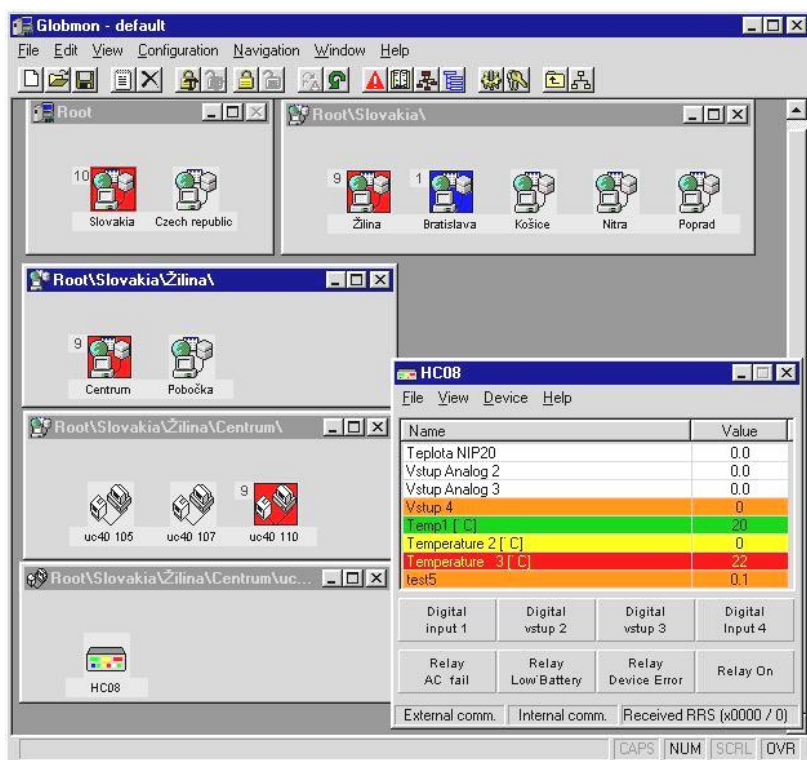 Globmon - default
File Edit View Configuration Navigation Window Help
Root
10
Slovakia Czech republic
Root\Slovakia\
9 1
Žilina Bratislava Košice Nitra Poprad
Root\Slovakia\Žilina\
9
Centrum Pobočka
Root\Slovakia\Žilina\Centrum\
9
uc40 105 uc40 107 uc40 110
Root\Slovakia\Žilina\Centrum\uc...
HC08
HC08
File View Device Help
Name Value
Teplota NIP20 0.0
Vstup Analog 2 0.0
Vstup Analog 3 0.0
Vstup 4 0
Temp1 [`C] 20
Temperature 2 [`C] 0
Temperature 3 [`C] 22
test5 0.1
Digital input 1
Digital vstup 2
Digital vstup 3
Digital Input 4
Relay AC fail
Relay Low Battery
Relay Device Error
Relay On
External comm. Internal comm. Received RRS (x0000 / 0)
CAPS NUM SCRL OVR